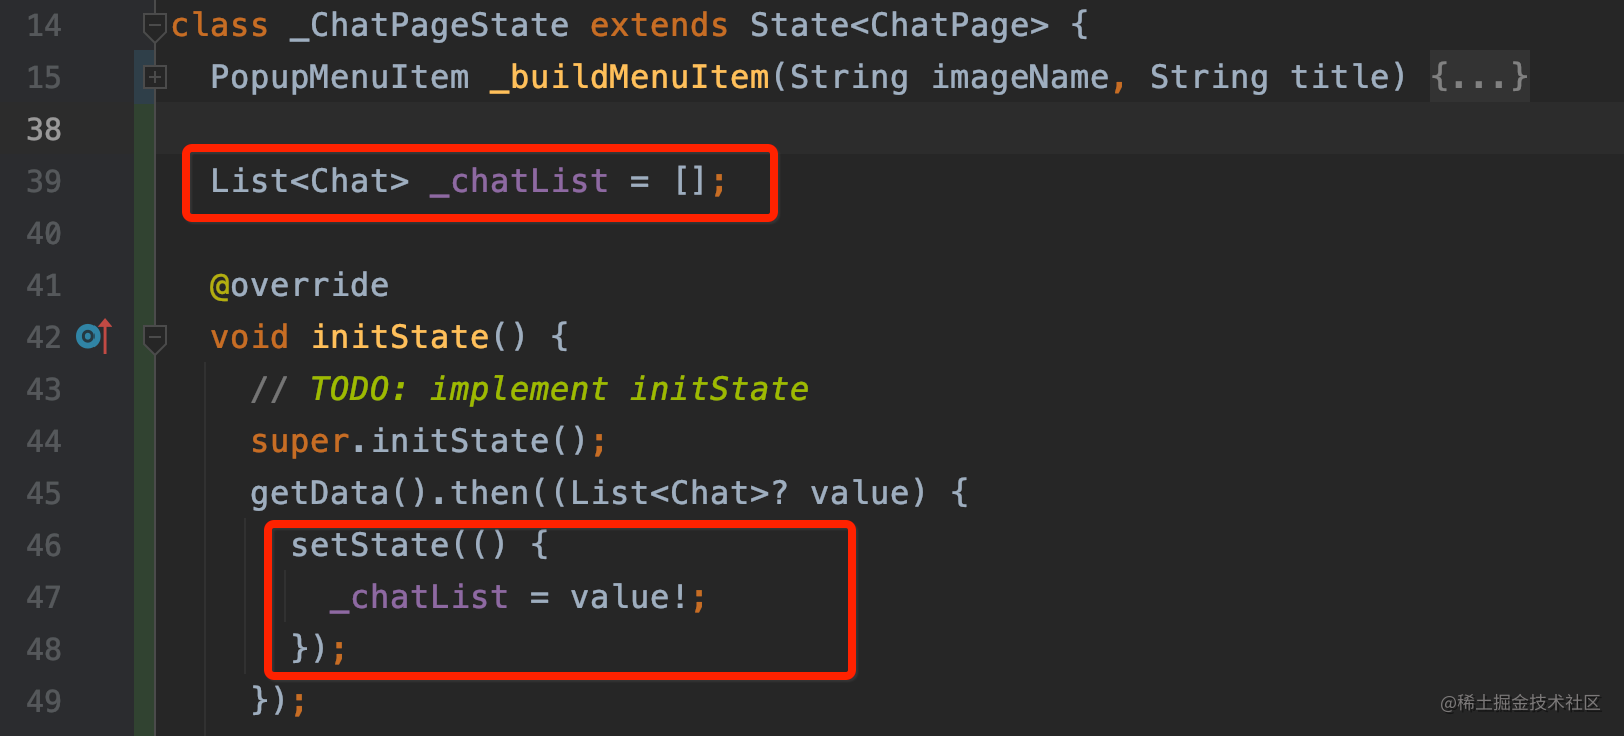 14 class _ChatPageState extends State<ChatPage> {
15 PopupMenuItem _buildMenuItem(String imageName, String title) {...}
38
39 List<Chat> _chatList = [];
40
41 @override
42 void initState() {
43 // TODO: implement initState
44 super.initState();
45 getData().then((List<Chat>? value) {
46 setState(() {
47 _chatList = value!;
48 });
49 });
@稀土掘金技术社区